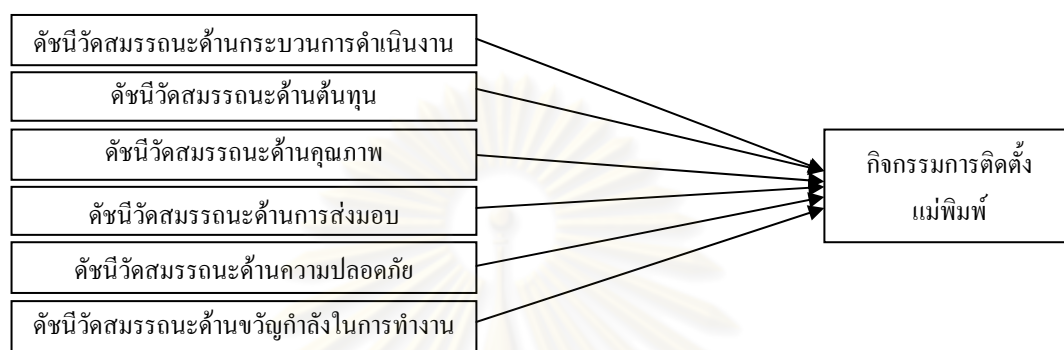 ดัชนีวัดสมรรถนะด้านกระบวนการดำเนินงาน
ดัชนีวัดสมรรถนะด้านต้นทุน
ดัชนีวัดสมรรถนะด้านคุณภาพ
ดัชนีวัดสมรรถนะด้านการส่งมอบ
ดัชนีวัดสมรรถนะด้านความปลอดภัย
ดัชนีวัดสมรรถนะด้านขวัญกำลังในการทำงาน
กิจกรรมการติดตั้ง
แม่พิมพ์